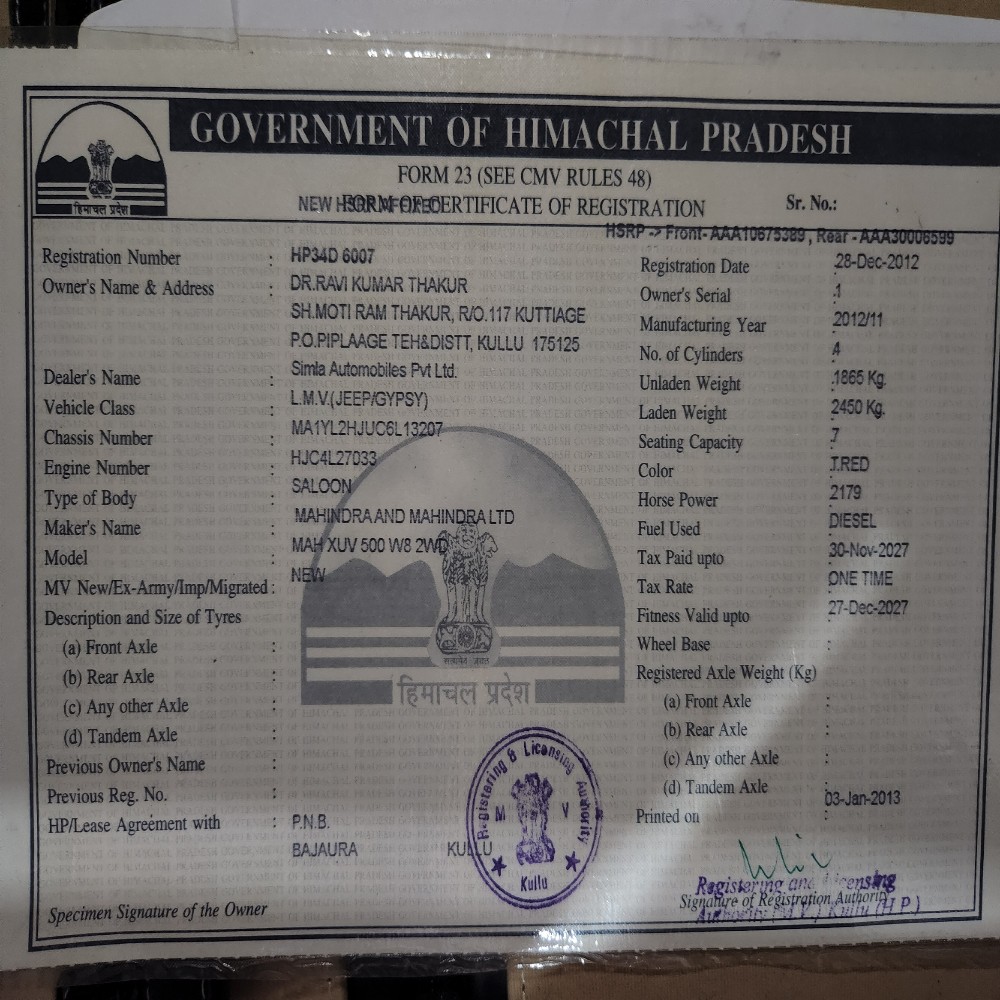 GOVERNMENT OF HIMACHAL PRADESH
हिमाचल प्रदेश
FORM 23 (SEE CMV RULES 48)
NEW HSRP AFFIXED
FORM OF CERTIFICATE OF REGISTRATION
Sr. No.:
HSRP -> Front- AAA10675389 , Rear - AAA30006599
Registration Number : HP34D 6007
Owner's Name & Address : DR.RAVI KUMAR THAKUR
SH.MOTI RAM THAKUR, R/O.117 KUTTIAGE
P.O.PIPLAAGE TEH&DISTT, KULLU 175125
Dealer's Name : Simla Automobiles Pvt Ltd.
Vehicle Class : L.M.V.(JEEP/GYPSY)
Chassis Number : MA1YL2HJUC6L13207
Engine Number : HJC4L27033
Type of Body : SALOON
Maker's Name : MAHINDRA AND MAHINDRA LTD
Model : MAH XUV 500 W8 2WD
MV New/Ex-Army/Imp/Migrated : NEW
Description and Size of Tyres
(a) Front Axle :
(b) Rear Axle :
(c) Any other Axle :
(d) Tandem Axle :
Previous Owner's Name :
Previous Reg. No. :
HP/Lease Agreement with : P.N.B.
BAJAURA KULLU
Specimen Signature of the Owner
Registration Date : 28-Dec-2012
Owner's Serial : 1
Manufacturing Year : 2012/11
No. of Cylinders : 4
Unladen Weight : 1865 Kg.
Laden Weight : 2450 Kg.
Seating Capacity : 7
Color : T.RED
Horse Power : 2179
Fuel Used : DIESEL
Tax Paid upto : 30-Nov-2027
Tax Rate : ONE TIME
Fitness Valid upto : 27-Dec-2027
Wheel Base :
Registered Axle Weight (Kg)
(a) Front Axle :
(b) Rear Axle :
(c) Any other Axle :
(d) Tandem Axle :
Printed on : 03-Jan-2013
सत्यमेव जयते
हिमाचल प्रदेश
Registering & Licensing Authority
M V
Kullu
Registering and Licensing
Signature of Registration Authority
Authority (M.V.) Kullu (H.P.)